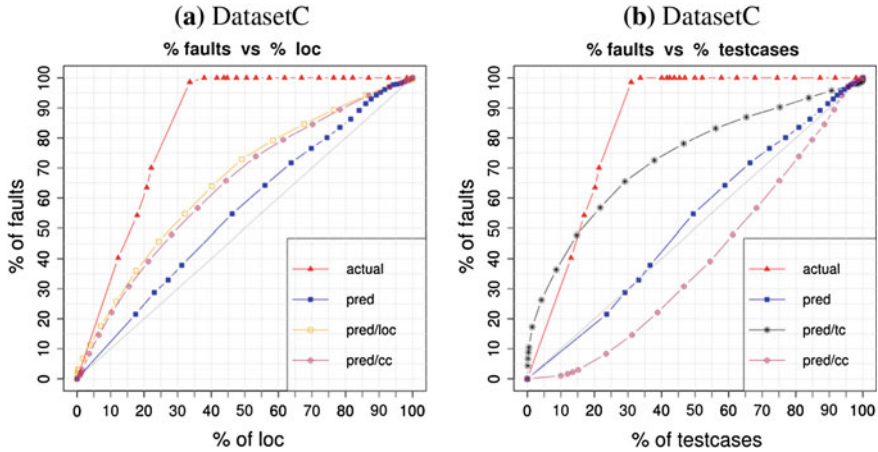 (a) DatasetC
% faults vs % loc
% of faults
0 10 20 30 40 50 60 70 80 90 100
actual
pred
pred/loc
pred/cc
0 10 20 30 40 50 60 70 80 90 100
% of loc
(b) DatasetC
% faults vs % testcases
% of faults
0 10 20 30 40 50 60 70 80 90 100
actual
pred
pred/tc
pred/cc
0 10 20 30 40 50 60 70 80 90 100
% of testcases